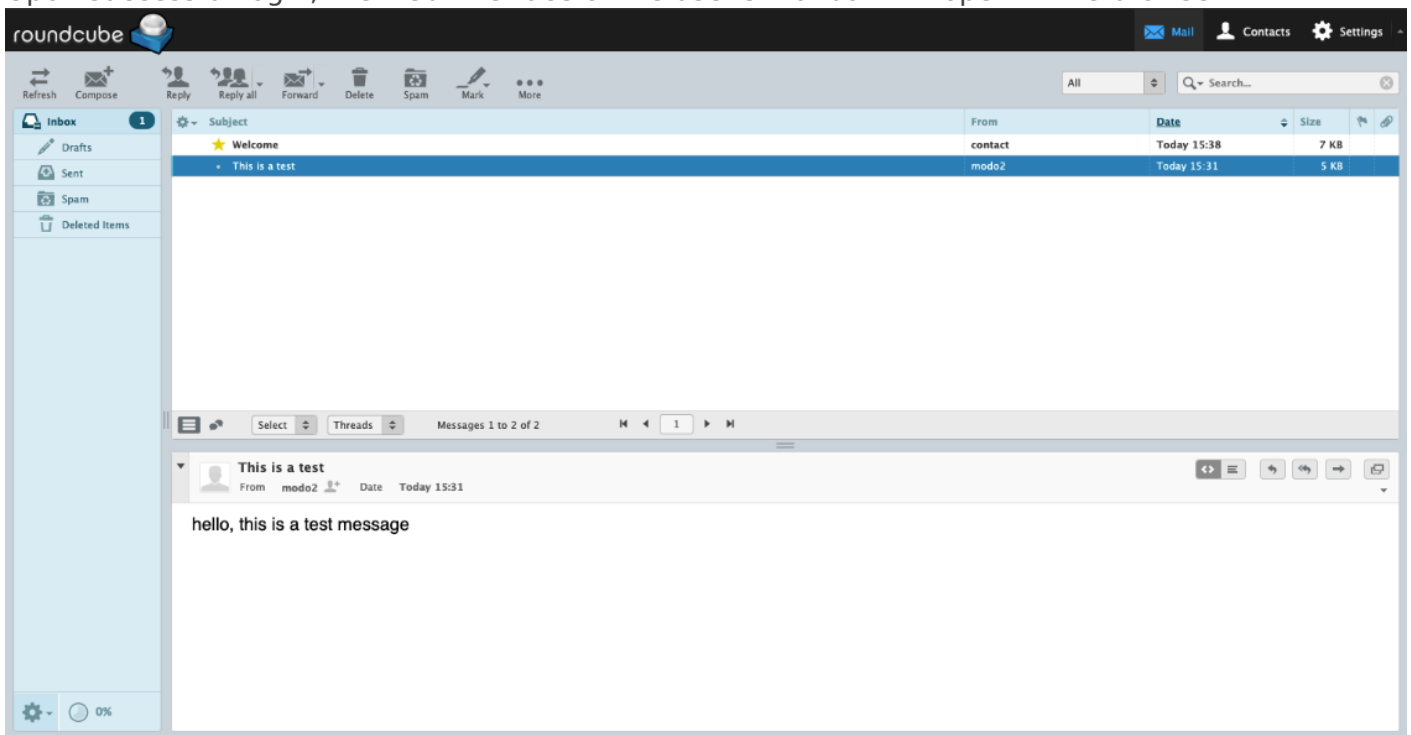 roundcube
Mail Contacts Settings
Refresh Compose Reply Reply all Forward Delete Spam Mark More
All Search...
Inbox 1
Drafts
Sent
Spam
Deleted Items
Subject From Date Size
Welcome contact Today 15:38 7 KB
This is a test modo2 Today 15:31 5 KB
Select Threads Messages 1 to 2 of 2 1
This is a test
From modo2 Date Today 15:31
hello, this is a test message
0%